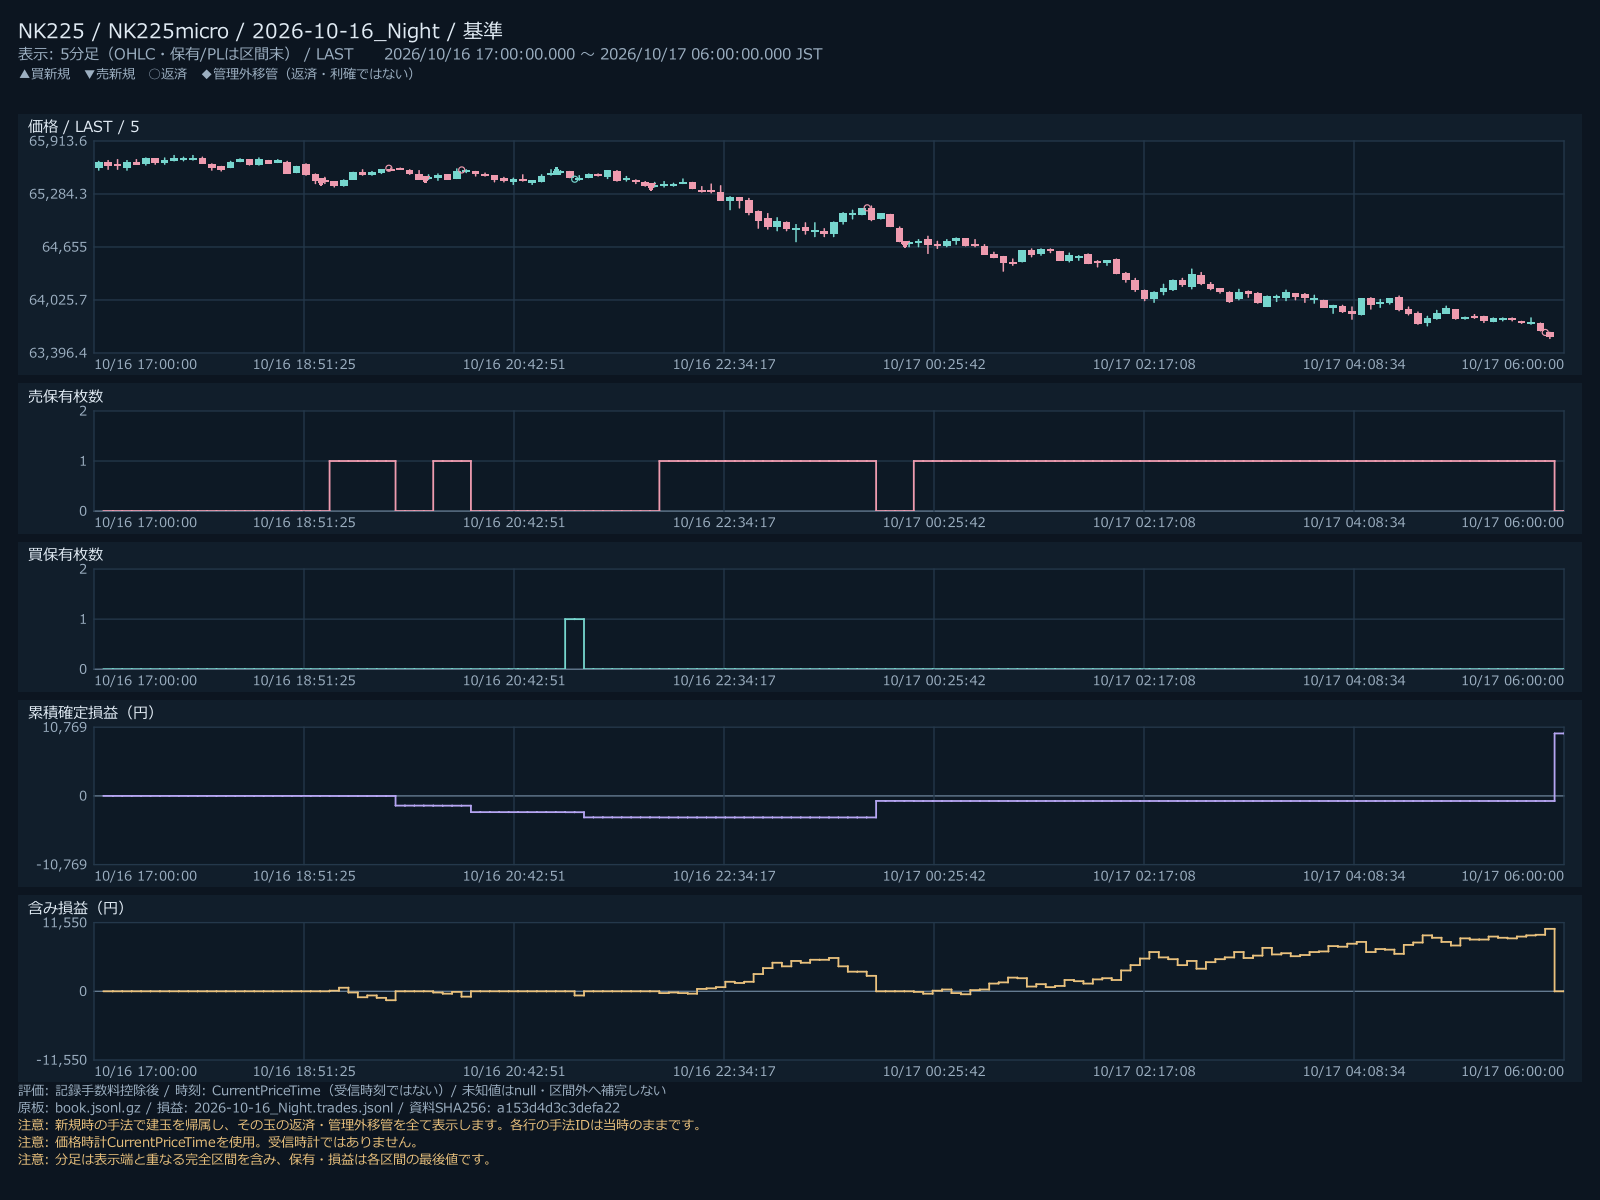 NK225 / NK225micro / 2026-10-16_Night / 基準
表示: 5分足（OHLC・保有/PLは区間末） / LAST 2026/10/16 17:00:00.000 ～ 2026/10/17 06:00:00.000 JST
▲買新規 ▼売新規 ○返済 ◆管理外移管（返済・利確ではない）
価格 / LAST / 5
65,913.6
65,284.3
64,655
64,025.7
63,396.4
10/16 17:00:00 10/16 18:51:25 10/16 20:42:51 10/16 22:34:17 10/17 00:25:42 10/17 02:17:08 10/17 04:08:34 10/17 06:00:00
売保有枚数
2
1
0
10/16 17:00:00 10/16 18:51:25 10/16 20:42:51 10/16 22:34:17 10/17 00:25:42 10/17 02:17:08 10/17 04:08:34 10/17 06:00:00
買保有枚数
2
1
0
10/16 17:00:00 10/16 18:51:25 10/16 20:42:51 10/16 22:34:17 10/17 00:25:42 10/17 02:17:08 10/17 04:08:34 10/17 06:00:00
累積確定損益（円）
10,769
0
-10,769
10/16 17:00:00 10/16 18:51:25 10/16 20:42:51 10/16 22:34:17 10/17 00:25:42 10/17 02:17:08 10/17 04:08:34 10/17 06:00:00
含み損益（円）
11,550
0
-11,550
10/16 17:00:00 10/16 18:51:25 10/16 20:42:51 10/16 22:34:17 10/17 00:25:42 10/17 02:17:08 10/17 04:08:34 10/17 06:00:00
評価: 記録手数料控除後 / 時刻: CurrentPriceTime（受信時刻ではない）/ 未知値はnull・区間外へ補完しない
原板: book.jsonl.gz / 損益: 2026-10-16_Night.trades.jsonl / 資料SHA256: a153d4d3c3defa22
注意: 新規時の手法で建玉を帰属し、その玉の返済・管理外移管を全て表示します。各行の手法IDは当時のままです。
注意: 価格時計CurrentPriceTimeを使用。受信時計ではありません。
注意: 分足は表示端と重なる完全区間を含み、保有・損益は各区間の最後値です。